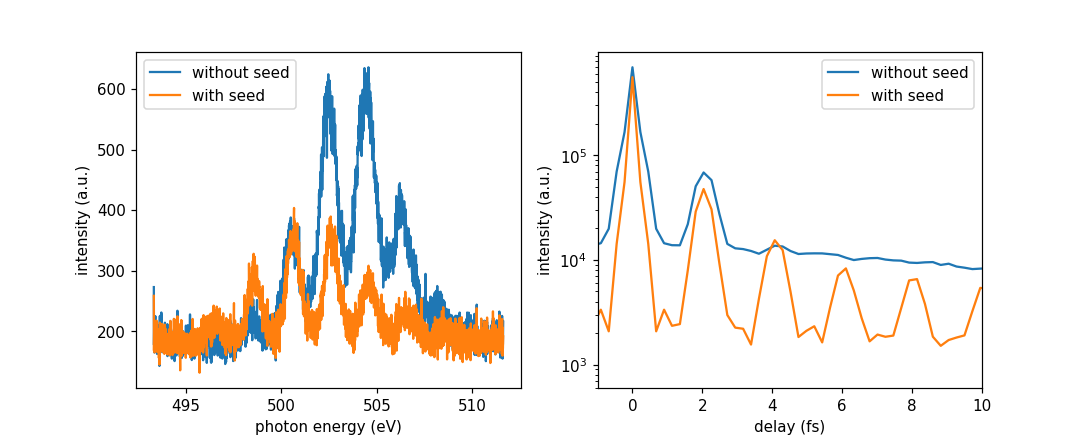 without seed
with seed
600
500
400
300
200
intensity (a.u.)
495
500
505
510
photon energy (eV)
without seed
with seed
10^5
10^4
10^3
intensity (a.u.)
0
2
4
6
8
10
delay (fs)